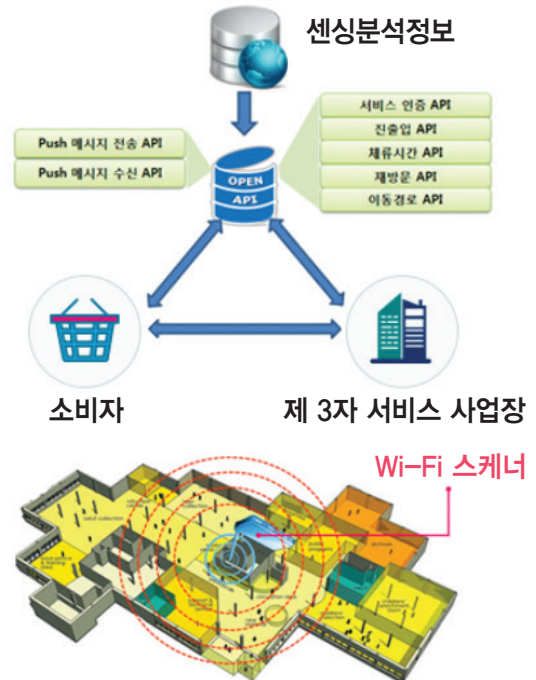 센싱분석정보
서비스 인증 API
진출입 API
체류시간 API
재방문 API
이동경로 API
Push 메시지 전송 API
Push 메시지 수신 API
OPEN
API
소비자
제 3자 서비스 사업장
Wi-Fi 스케너
adult collection